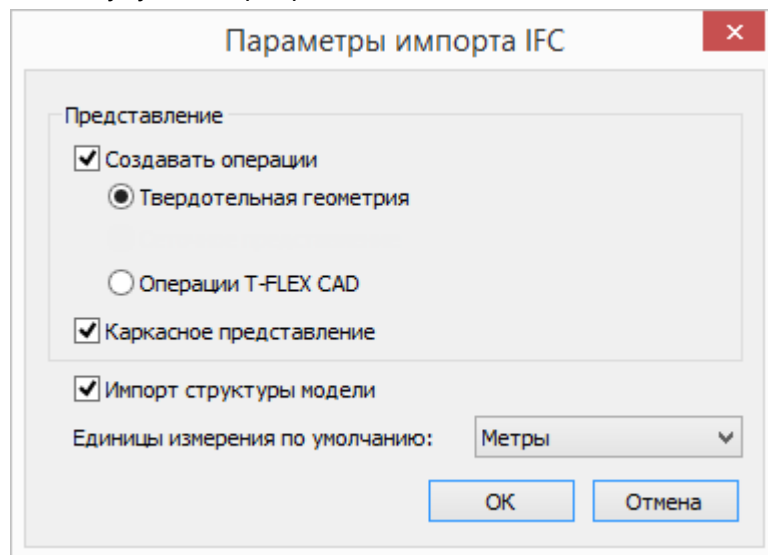 Параметры импорта IFC
Представление
Создавать операции
Твердотельная геометрия
Операции T-FLEX CAD
Каркасное представление
Импорт структуры модели
Единицы измерения по умолчанию: Метры
ОК Отмена